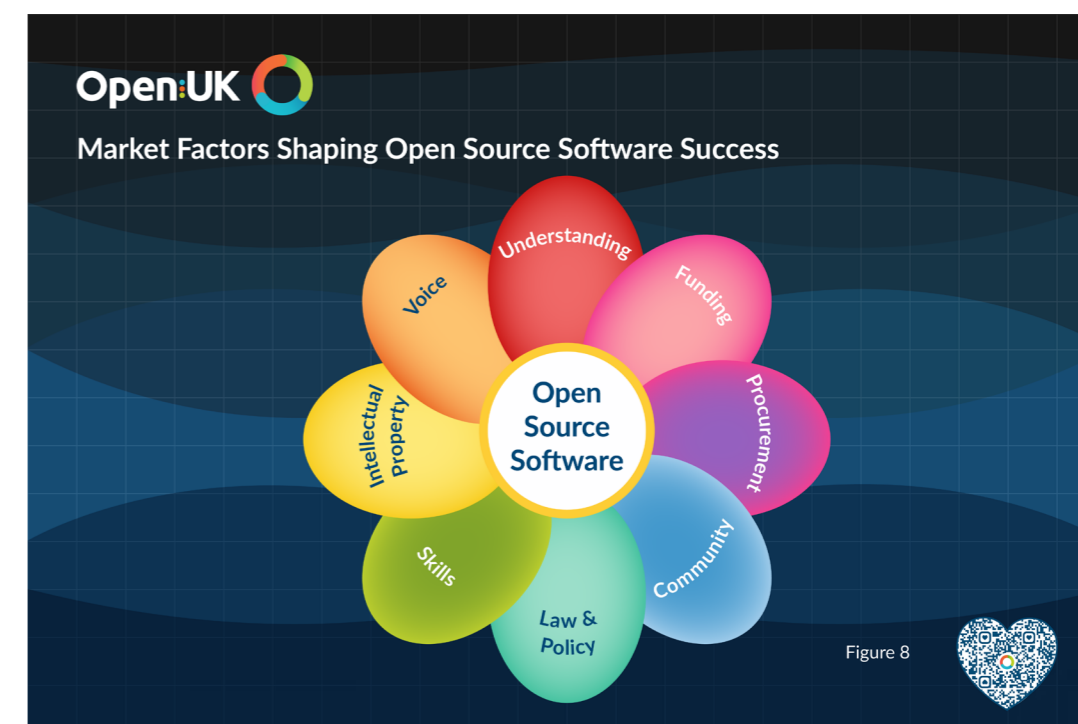 Open:UK
Market Factors Shaping Open Source Software Success
Understanding
Funding
Procurement
Community
Law &
Policy
Skills
Intellectual
Property
Voice
Open
Source
Software
Figure 8